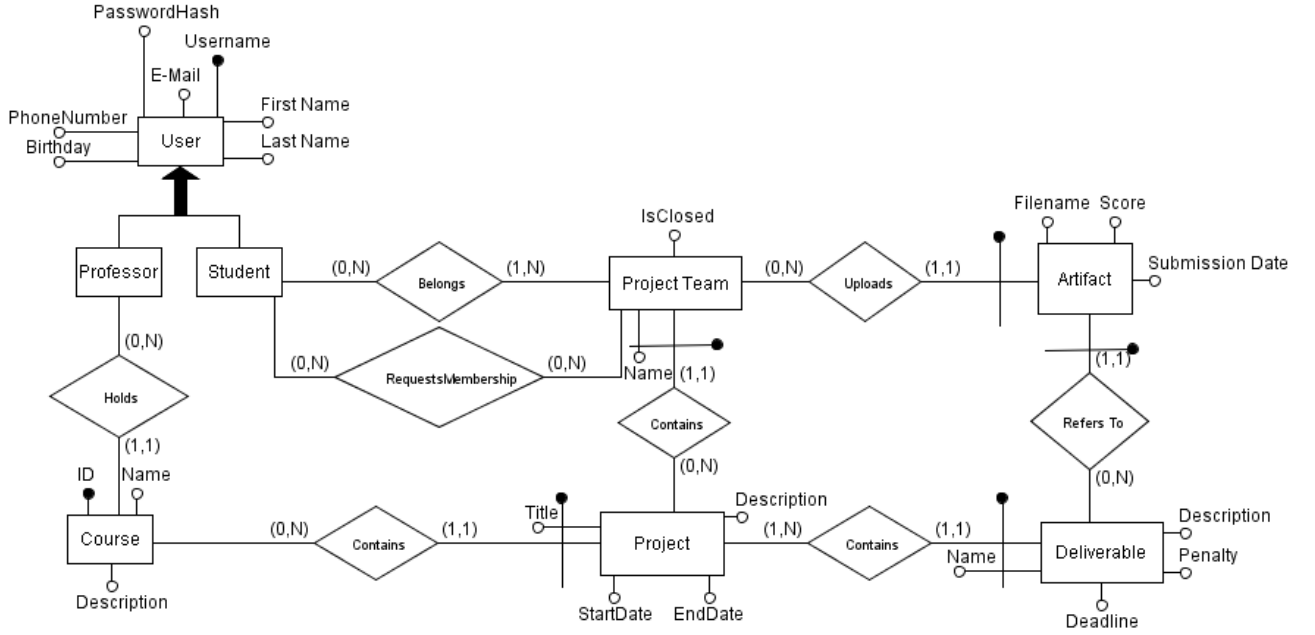 PasswordHash
Username
E-Mail
PhoneNumber
First Name
User
Birthday
Last Name
Professor
Student
(0,N)
Belongs
(1,N)
IsClosed
Project Team
(0,N)
Uploads
(1,1)
Filename
Score
Submission Date
Artifact
(0,N)
(0,N)
RequestsMembership
(0,N)
Name
(1,1)
(1,1)
Holds
Contains
Refers To
(1,1)
(0,N)
(0,N)
ID
Name
Course
Description
(0,N)
Contains
(1,1)
Title
Description
Project
StartDate
EndDate
(1,N)
Contains
(1,1)
Name
Description
Deliverable
Penalty
Deadline